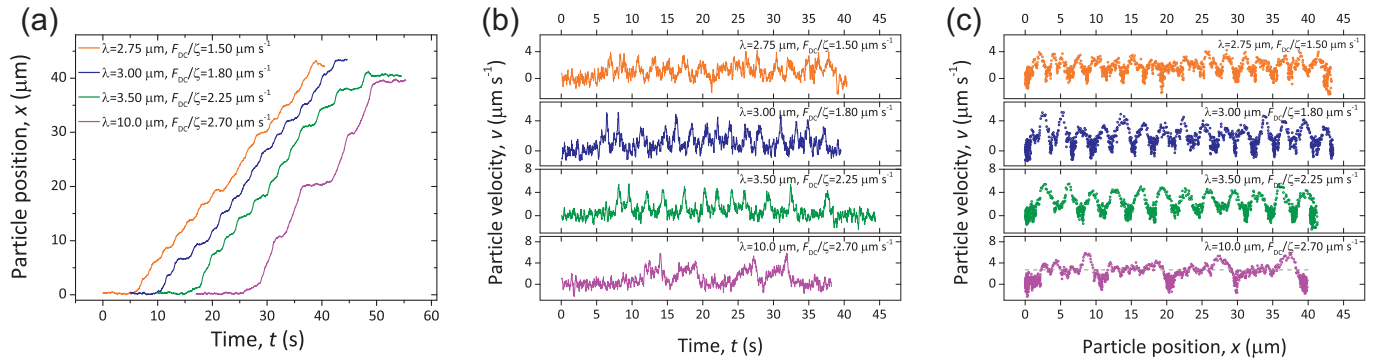 (a)
λ=2.75 µm, F_DC/ζ=1.50 µm s⁻¹
λ=3.00 µm, F_DC/ζ=1.80 µm s⁻¹
λ=3.50 µm, F_DC/ζ=2.25 µm s⁻¹
λ=10.0 µm, F_DC/ζ=2.70 µm s⁻¹
Particle position, x (µm)
40
30
20
10
0
0 10 20 30 40 50 60
Time, t (s)
(b)
0 5 10 15 20 25 30 35 40 45
λ=2.75 µm, F_DC/ζ=1.50 µm s⁻¹
4
0
λ=3.00 µm, F_DC/ζ=1.80 µm s⁻¹
4
0
8
λ=3.50 µm, F_DC/ζ=2.25 µm s⁻¹
4
0
8
λ=10.0 µm, F_DC/ζ=2.70 µm s⁻¹
4
0
Particle velocity, v (µm s⁻¹)
0 5 10 15 20 25 30 35 40 45
Time, t (s)
(c)
0 5 10 15 20 25 30 35 40 45
λ=2.75 µm, F_DC/ζ=1.50 µm s⁻¹
4
0
λ=3.00 µm, F_DC/ζ=1.80 µm s⁻¹
4
0
8
λ=3.50 µm, F_DC/ζ=2.25 µm s⁻¹
4
0
8
λ=10.0 µm, F_DC/ζ=2.70 µm s⁻¹
4
0
Particle velocity, v (µm s⁻¹)
0 5 10 15 20 25 30 35 40 45
Particle position, x (µm)